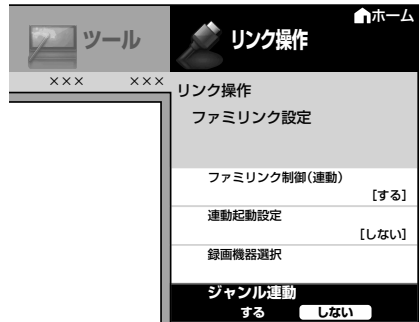 ホーム
ツール
リンク操作
××× ×××
リンク操作
ファミリンク設定
ファミリンク制御(連動)
[する]
連動起動設定
[しない]
録画機器選択
ジャンル連動
する しない